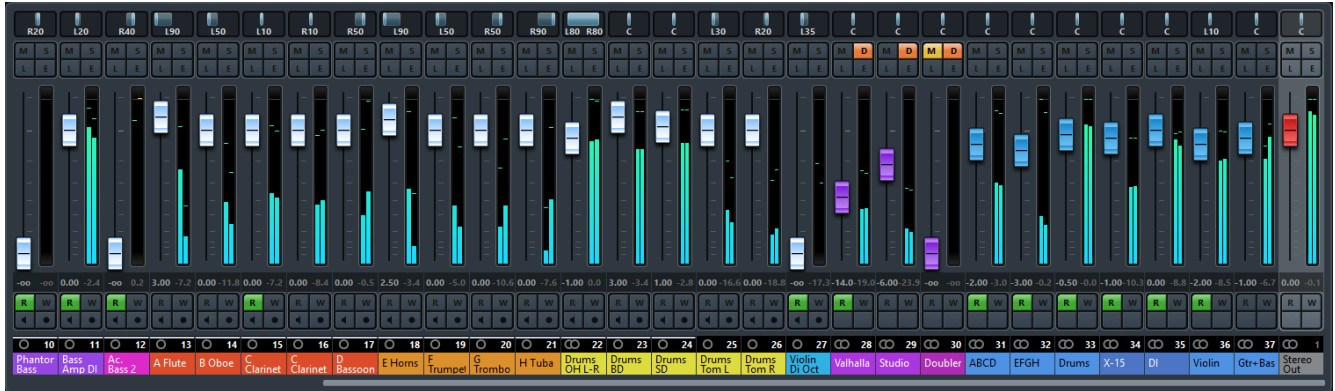 R20 L20 R40 L90 L50 L10 R10 R50 L90 L50 R50 R90 L80 R80 C C L30 R20 L35 C C C C C C C C L10 C C
M S M S M S M S M S M S M S M S M S M S M S M S M S M S M S M S M S M S M D M D M D M S M S M S M S M S M S M S M S
L E L E L E L E L E L E L E L E L E L E L E L E L E L E L E L E L E L E L E L E L E L E L E L E L E L E L E L E L E
-oo -oo 0.00 -2.4 -oo 0.2 3.00 -7.2 0.00 -11.8 0.00 -7.2 0.00 -8.4 0.00 -0.5 2.50 -3.4 0.00 -5.0 0.00 -10.6 0.00 -7.6 -1.00 0.0 3.00 -3.4 1.00 -2.8 0.00 -16.6 0.00 -18.8 -oo -17.3 -14.0 -19.0 -6.00 -23.9 -oo -oo -2.00 -3.0 -3.00 -0.2 -0.50 -0.0 -1.00 -10.3 0.00 -8.8 -2.00 -8.5 -1.00 -6.7 0.00 -0.1
R W R W R W R W R W R W R W R W R W R W R W R W R W R W R W R W R W R W R W R W R W R W R W R W R W R W R W R W R W
10 11 12 13 14 15 16 17 18 19 20 21 22 23 24 25 26 27 28 29 30 31 32 33 34 35 36 37 1
Phantor Bass Ac. A Flute B Oboe C C D E Horns F G H Tuba Drums Drums Drums Drums Drums Violin Valhalla Studio Doubler ABCD EFGH Drums X-15 DI Violin Gtr+Bas Stereo
Bass Amp DI Bass 2 Clarinet Clarinet Bassoon Trumpet Trombo OH L-R BD SD Tom L Tom R Di Oct Out